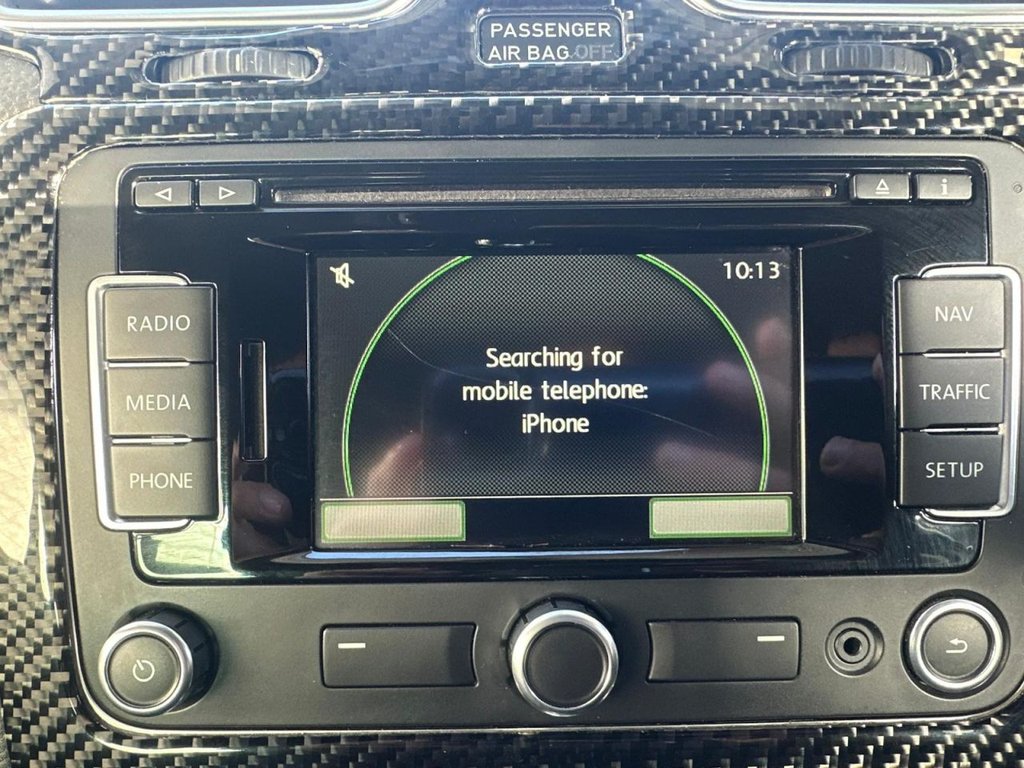 PASSENGER
AIR BAG OFF
i
RADIO
MEDIA
PHONE
10:13
Searching for
mobile telephone:
iPhone
NAV
TRAFFIC
SETUP